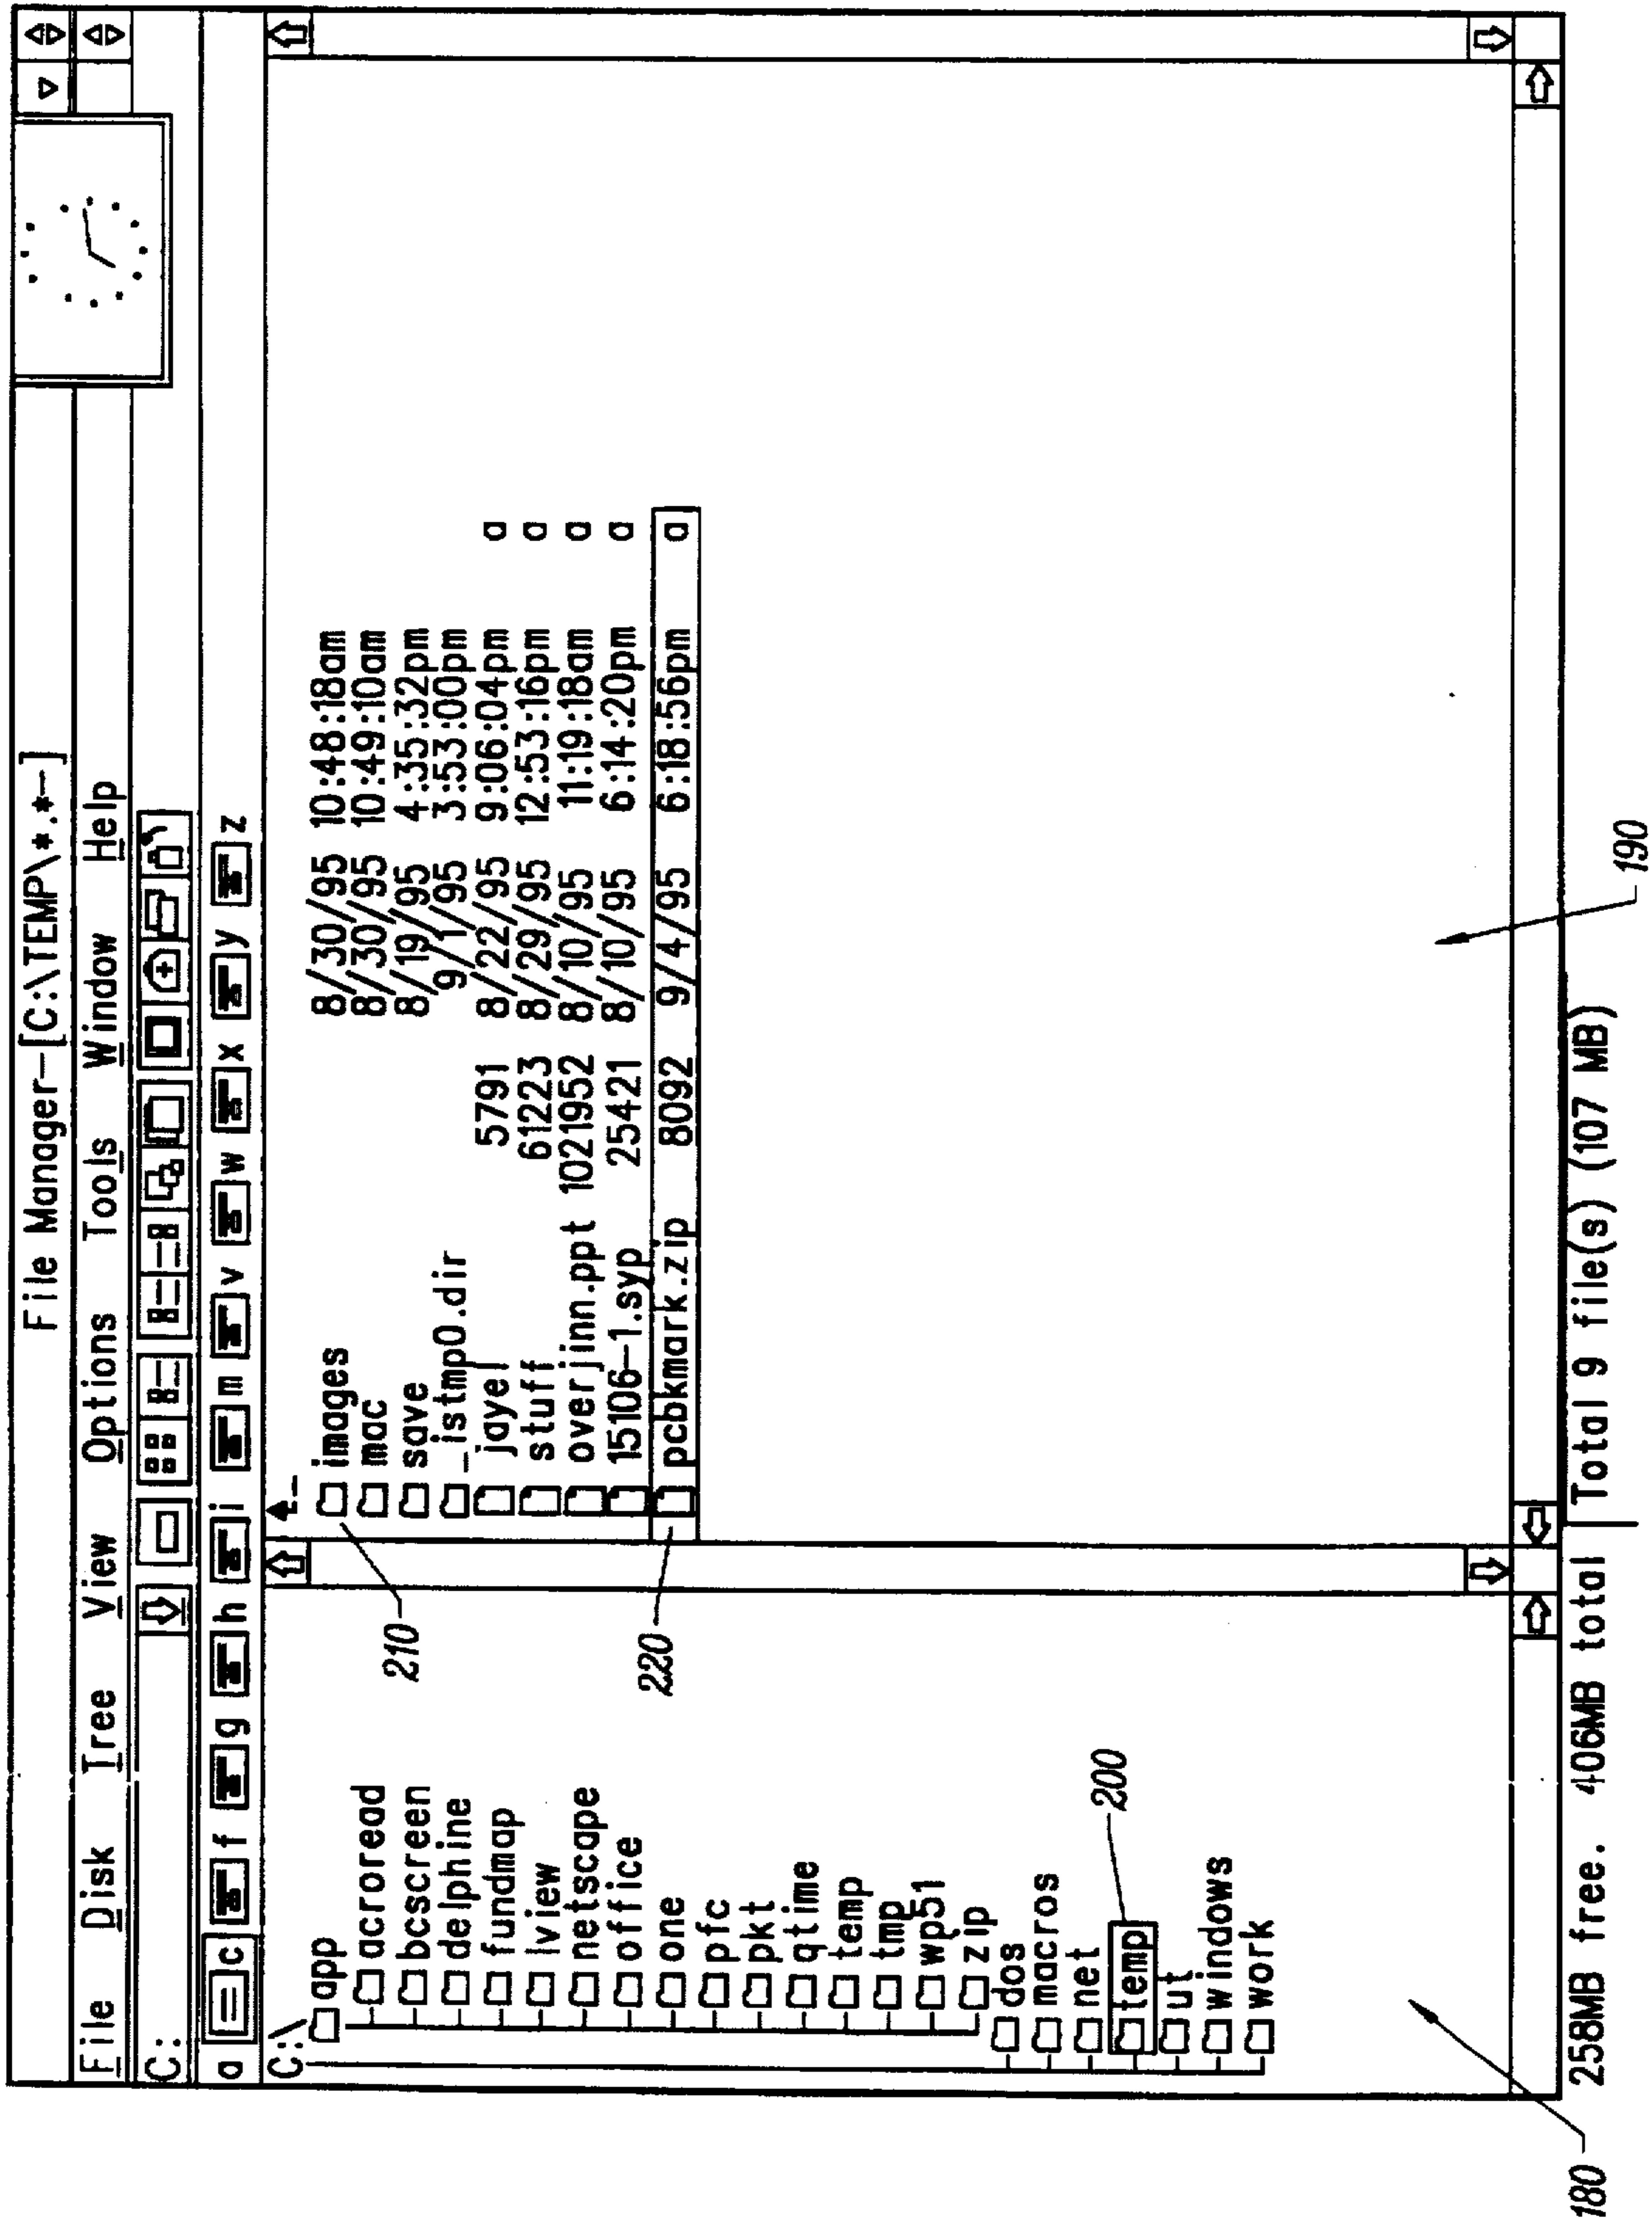 File Manager-[C:\TEMP\*.*-]
File Disk Tree View Options Tools Window Help
C:
a c f g h i m v w x y z
C:\
app
acroread
bcscreen
delphine
fundmap
lview
netscape
office
one
pfc
pkt
qtime
temp
tmp
wp51
zip
dos
macros
net
temp
ut
windows
work
200
180
images 8/30/95 10:48:18am
mac 8/30/95 10:49:10am
save 8/19/95 4:35:32pm
_istmp0.dir 9/1/95 3:53:00pm
jayel 5791 8/22/95 9:06:04pm a
stuff 61223 8/29/95 12:53:16pm a
overjinn.ppt 1021952 8/10/95 11:19:18am a
15106-1.syp 25421 8/10/95 6:14:20pm a
pcbkmark.zip 8092 9/4/95 6:18:56pm a
210
220
190
258MB free. 406MB total Total 9 file(s) (107 MB)